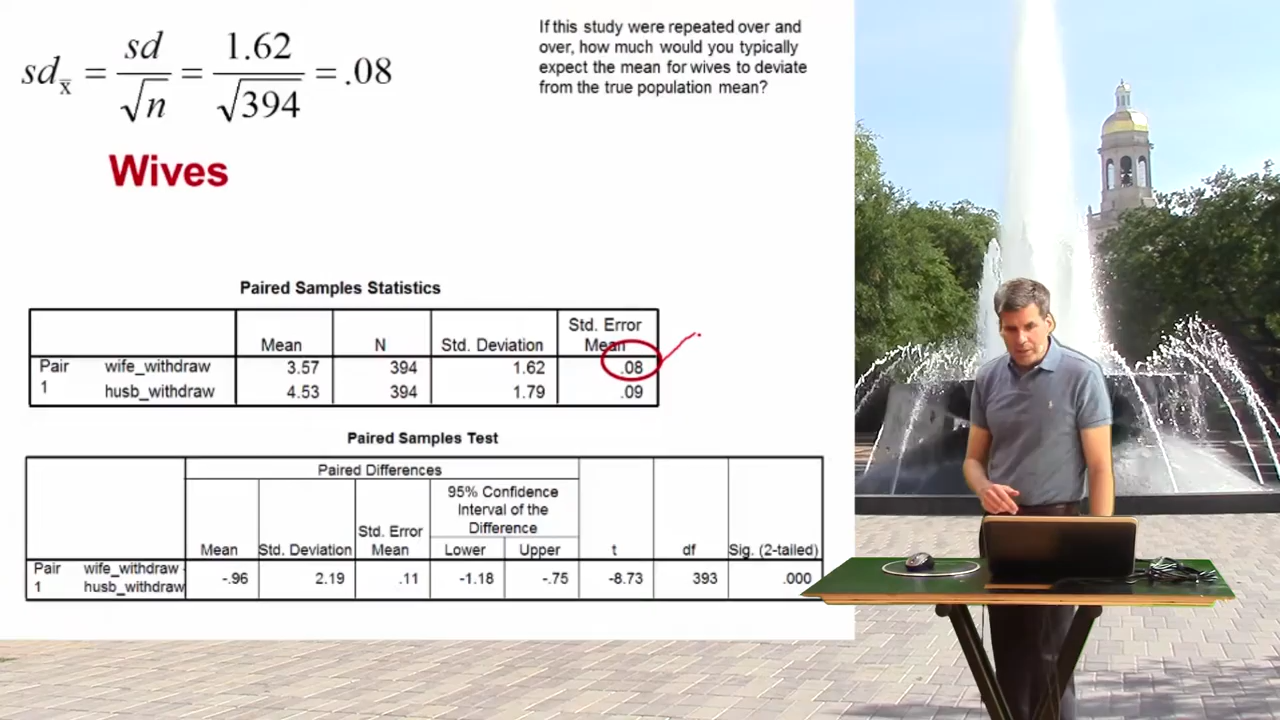 sd_x̄ = sd / √n = 1.62 / √394 = .08
If this study were repeated over and
over, how much would you typically
expect the mean for wives to deviate
from the true population mean?
Wives
Paired Samples Statistics
Mean N Std. Deviation Std. Error Mean
Pair 1 wife_withdraw 3.57 394 1.62 .08
husb_withdraw 4.53 394 1.79 .09
Paired Samples Test
Paired Differences
95% Confidence
Interval of the
Difference
Mean Std. Deviation Std. Error Mean Lower Upper t df Sig. (2-tailed)
Pair 1 wife_withdraw - husb_withdraw -.96 2.19 .11 -1.18 -.75 -8.73 393 .000